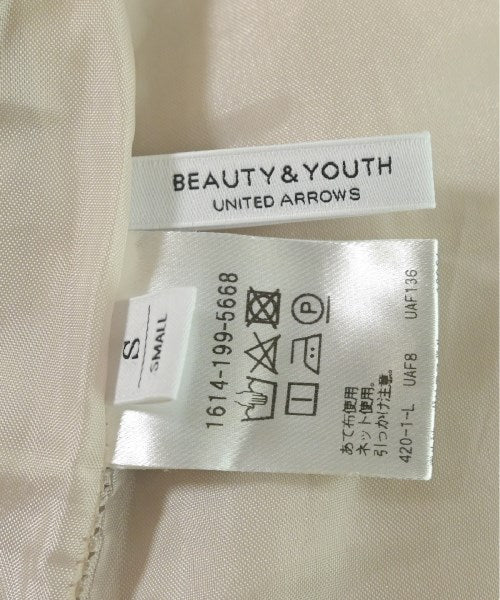 BEAUTY & YOUTH
UNITED ARROWS
S
SMALL
1614-199-5668
P
あて布使用
ネット使用。
引っかけ注意。
420-1-L UAF8 UAF136